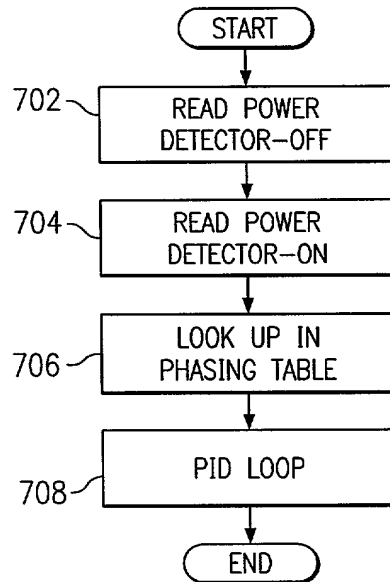 START
702
READ POWER
DETECTOR-OFF
704
READ POWER
DETECTOR-ON
706
LOOK UP IN
PHASING TABLE
708
PID LOOP
END